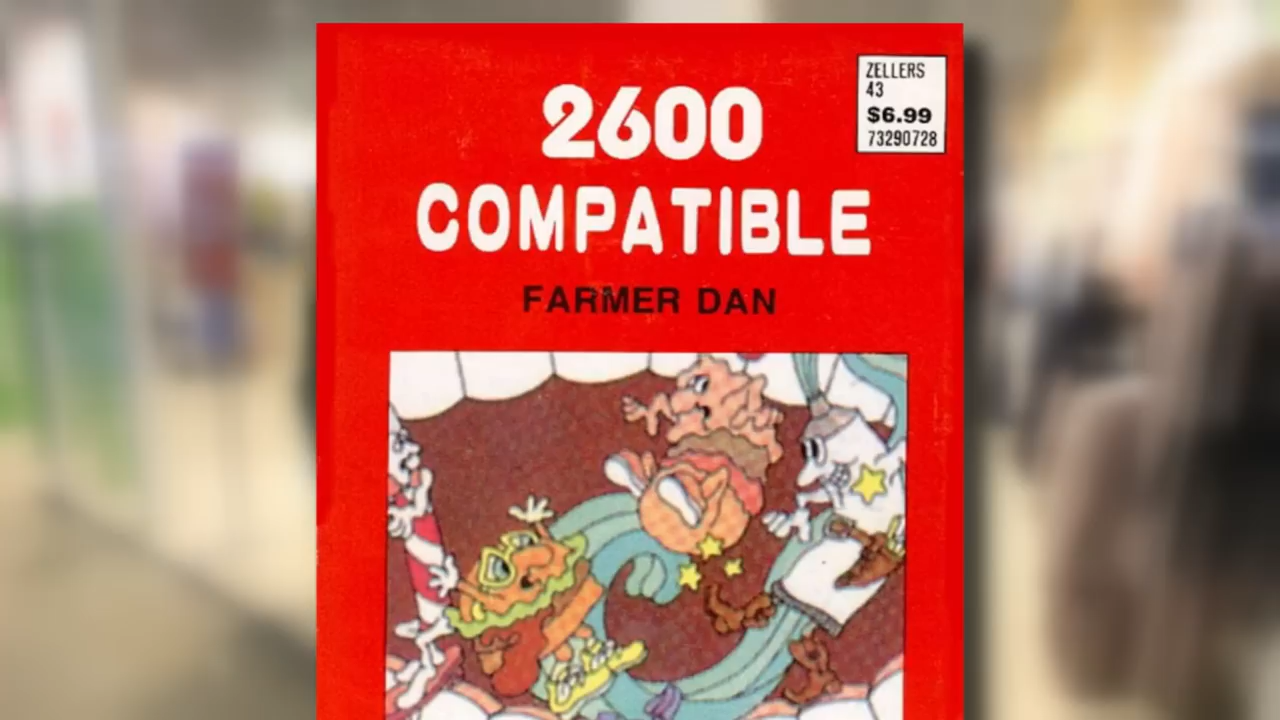 2600
COMPATIBLE
FARMER DAN
ZELLERS
43
$6.99
73290728